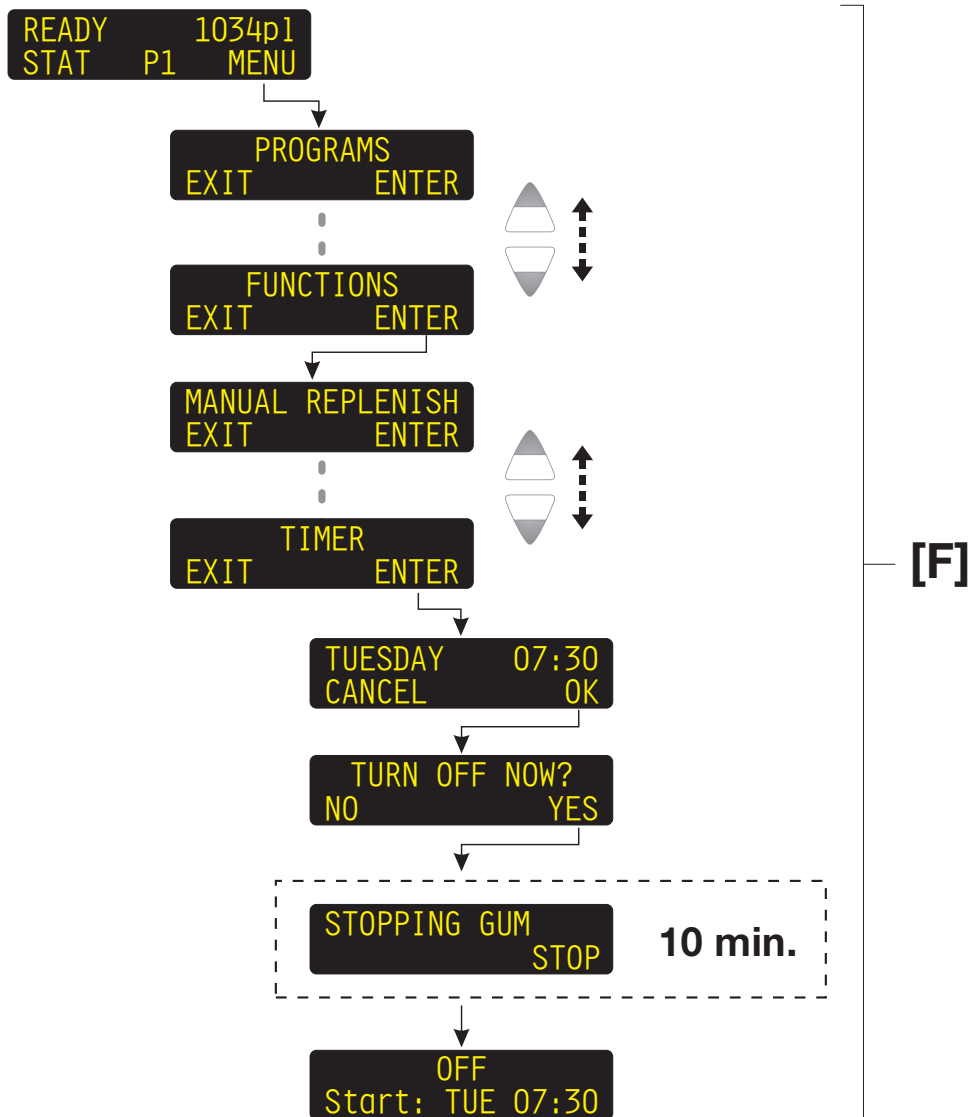 READY 1034pl
STAT P1 MENU
PROGRAMS
EXIT ENTER
FUNCTIONS
EXIT ENTER
MANUAL REPLENISH
EXIT ENTER
TIMER
EXIT ENTER
[F]
TUESDAY 07:30
CANCEL OK
TURN OFF NOW?
NO YES
STOPPING GUM
STOP
10 min.
OFF
Start: TUE 07:30